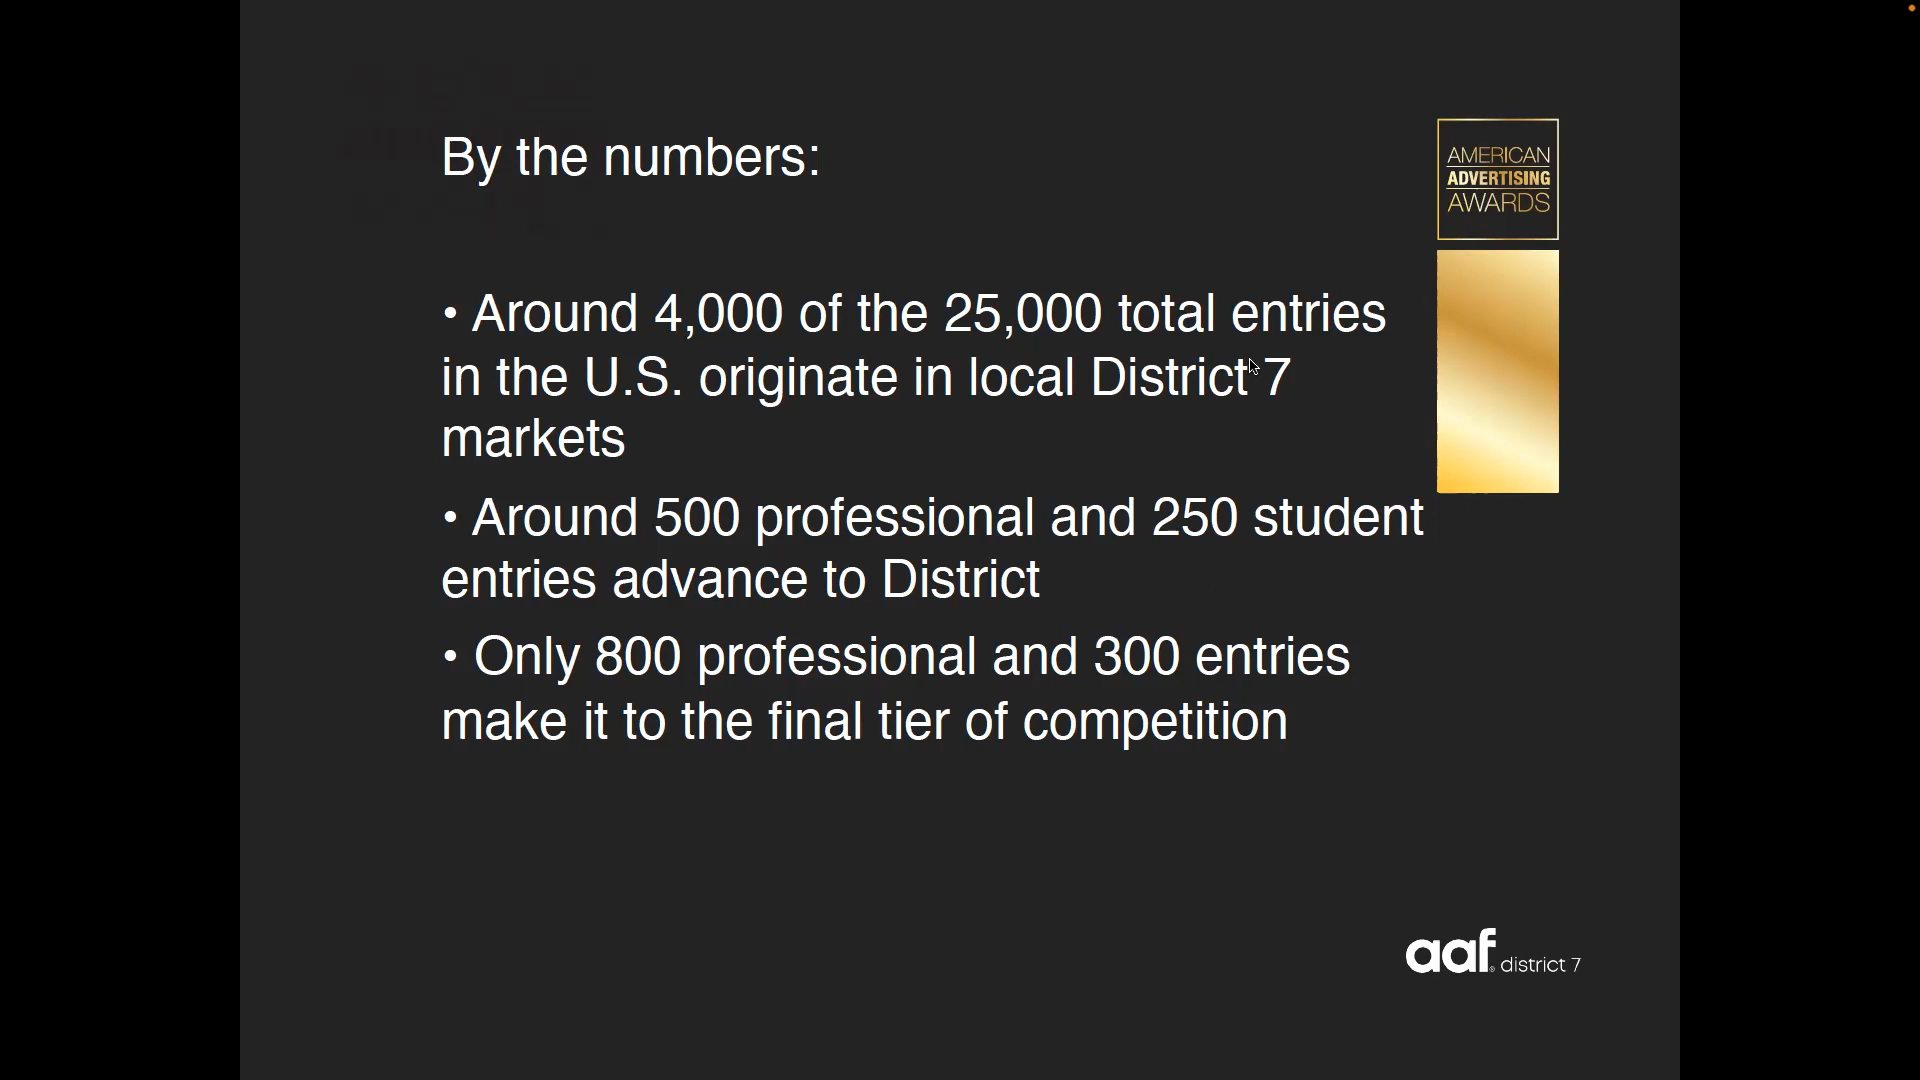 By the numbers:
AMERICAN
ADVERTISING
AWARDS
• Around 4,000 of the 25,000 total entries
in the U.S. originate in local District 7
markets
• Around 500 professional and 250 student
entries advance to District
• Only 800 professional and 300 entries
make it to the final tier of competition
aaf® district 7